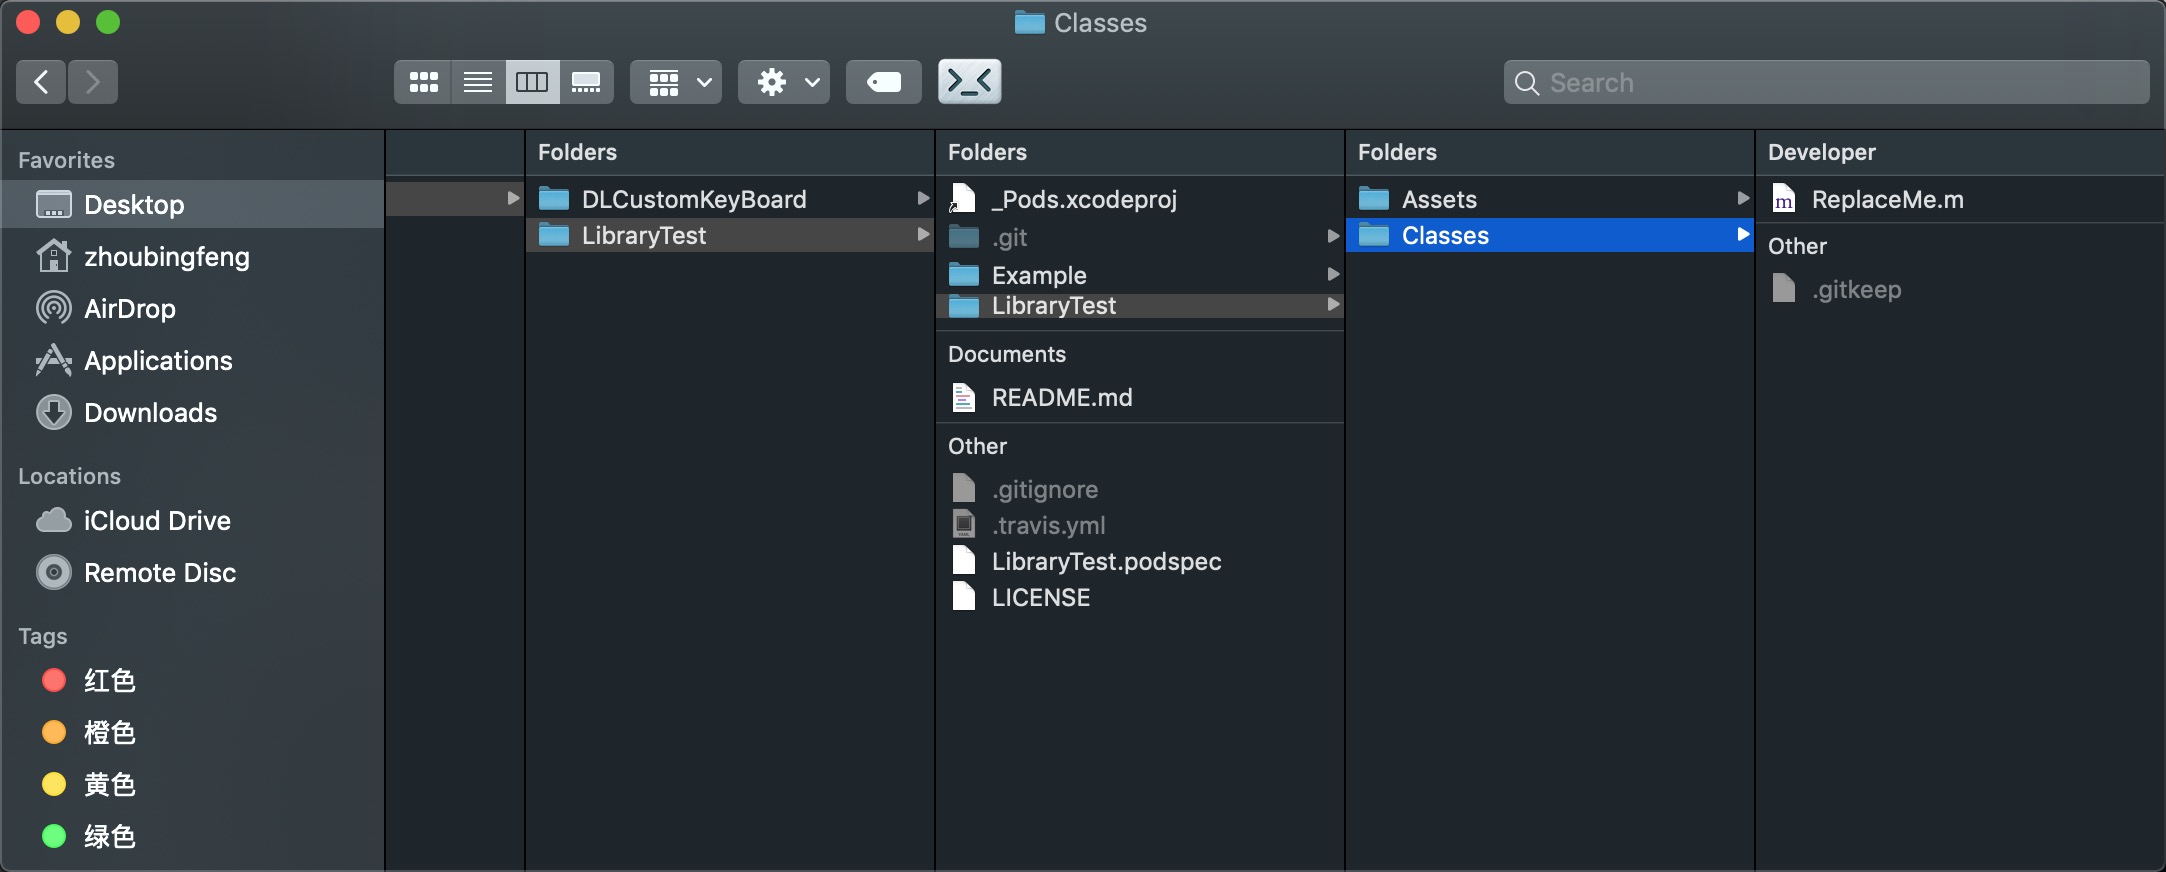 Classes
Search
Favorites
Desktop
zhoubingfeng
AirDrop
Applications
Downloads
Locations
iCloud Drive
Remote Disc
Tags
红色
橙色
黄色
绿色
Folders
DLCustomKeyBoard
LibraryTest
Folders
_Pods.xcodeproj
.git
Example
LibraryTest
Documents
README.md
Other
.gitignore
.travis.yml
LibraryTest.podspec
LICENSE
Folders
Assets
Classes
Developer
m ReplaceMe.m
Other
.gitkeep